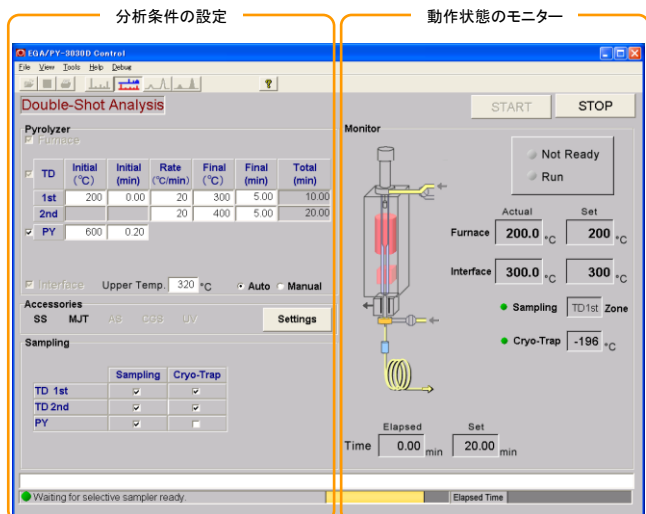 分析条件の設定
動作状態のモニター
EGA/PY-3030D Control
File View Tools Help Debug
Double-Shot Analysis
START STOP
Pyrolyzer
Furnace
TD Initial (°C) Initial (min) Rate (°C/min) Final (°C) Final (min) Total (min)
1st 200 0.00 20 300 5.00 10.00
2nd 20 400 5.00 20.00
PY 600 0.20
Interface Upper Temp. 320 °C Auto Manual
Accessories
SS MJT AS CGS UV Settings
Sampling
Sampling Cryo-Trap
TD 1st
TD 2nd
PY
Monitor
Not Ready
Run
Actual Set
Furnace 200.0 °C 200 °C
Interface 300.0 °C 300 °C
Sampling TD1st Zone
Cryo-Trap -196 °C
Elapsed Set
Time 0.00 min 20.00 min
Waiting for selective sampler ready.
Elapsed Time